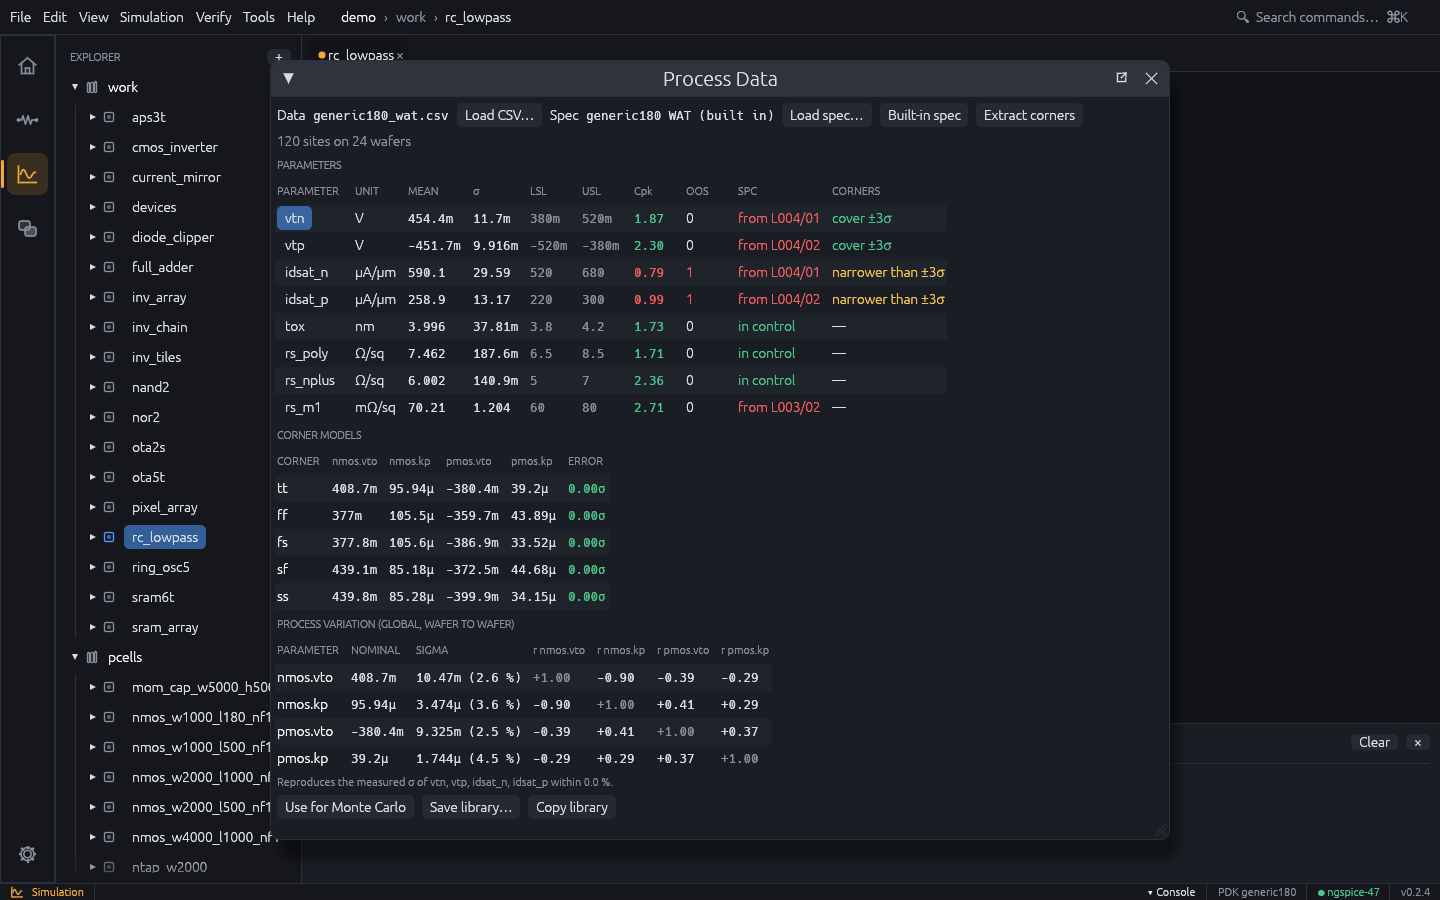 File Edit View Simulation Verify Tools Help demo › work › rc_lowpass Search commands... ⌘K
EXPLORER +
rc_lowpass ×
▼ work
aps3t
cmos_inverter
current_mirror
devices
diode_clipper
full_adder
inv_array
inv_chain
inv_tiles
nand2
nor2
ota2s
ota5t
pixel_array
rc_lowpass
ring_osc5
sram6t
sram_array
▼ pcells
mom_cap_w5000_h500
nmos_w1000_l180_nf1
nmos_w1000_l500_nf1
nmos_w2000_l1000_nf
nmos_w2000_l500_nf1
nmos_w4000_l1000_nf1
ntap_w2000
▼ Process Data
Data generic180_wat.csv Load CSV... Spec generic180 WAT (built in) Load spec... Built-in spec Extract corners
120 sites on 24 wafers
PARAMETERS
PARAMETER UNIT MEAN σ LSL USL Cpk OOS SPC CORNERS
vtn V 454.4m 11.7m 380m 520m 1.87 0 from L004/01 cover ±3σ
vtp V −451.7m 9.916m −520m −380m 2.30 0 from L004/02 cover ±3σ
idsat_n µA/µm 590.1 29.59 520 680 0.79 1 from L004/01 narrower than ±3σ
idsat_p µA/µm 258.9 13.17 220 300 0.99 1 from L004/02 narrower than ±3σ
tox nm 3.996 37.81m 3.8 4.2 1.73 0 in control —
rs_poly Ω/sq 7.462 187.6m 6.5 8.5 1.71 0 in control —
rs_nplus Ω/sq 6.002 140.9m 5 7 2.36 0 in control —
rs_m1 mΩ/sq 70.21 1.204 60 80 2.71 0 from L003/02 —
CORNER MODELS
CORNER nmos.vto nmos.kp pmos.vto pmos.kp ERROR
tt 408.7m 95.94µ −380.4m 39.2µ 0.00σ
ff 377m 105.5µ −359.7m 43.89µ 0.00σ
fs 377.8m 105.6µ −386.9m 33.52µ 0.00σ
sf 439.1m 85.18µ −372.5m 44.68µ 0.00σ
ss 439.8m 85.28µ −399.9m 34.15µ 0.00σ
PROCESS VARIATION (GLOBAL, WAFER TO WAFER)
PARAMETER NOMINAL SIGMA r nmos.vto r nmos.kp r pmos.vto r pmos.kp
nmos.vto 408.7m 10.47m (2.6 %) +1.00 −0.90 −0.39 −0.29
nmos.kp 95.94µ 3.474µ (3.6 %) −0.90 +1.00 +0.41 +0.29
pmos.vto −380.4m 9.325m (2.5 %) −0.39 +0.41 +1.00 +0.37
pmos.kp 39.2µ 1.744µ (4.5 %) −0.29 +0.29 +0.37 +1.00
Reproduces the measured σ of vtn, vtp, idsat_n, idsat_p within 0.0 %.
Use for Monte Carlo Save library... Copy library
Clear ×
Simulation ▾ Console PDK generic180 ngspice-47 v0.2.4